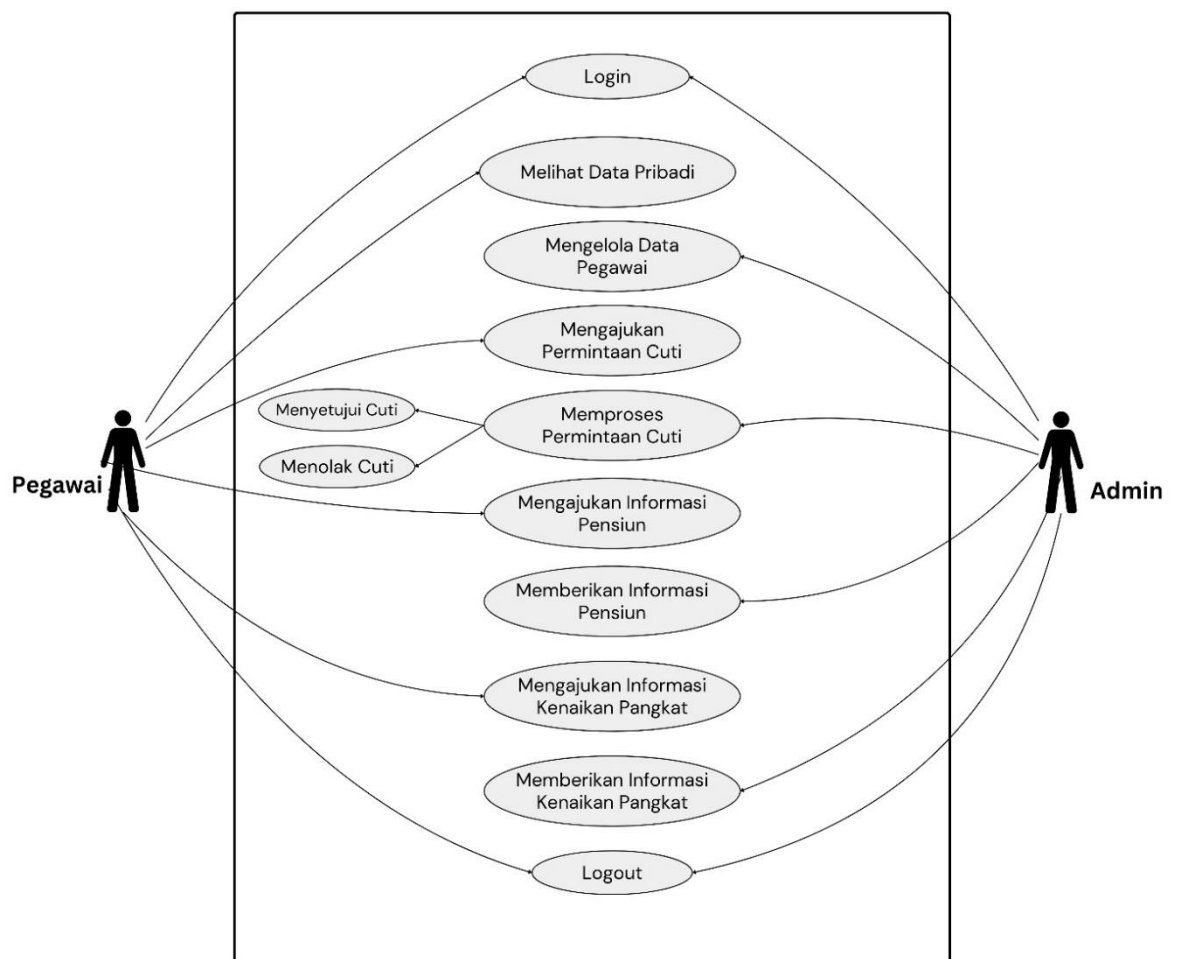 Login
Melihat Data Pribadi
Mengelola Data
Pegawai
Mengajukan
Permintaan Cuti
Menyetujui Cuti
Memproses
Permintaan Cuti
Menolak Cuti
Pegawai
Admin
Mengajukan Informasi
Pensiun
Memberikan Informasi
Pensiun
Mengajukan Informasi
Kenaikan Pangkat
Memberikan Informasi
Kenaikan Pangkat
Logout